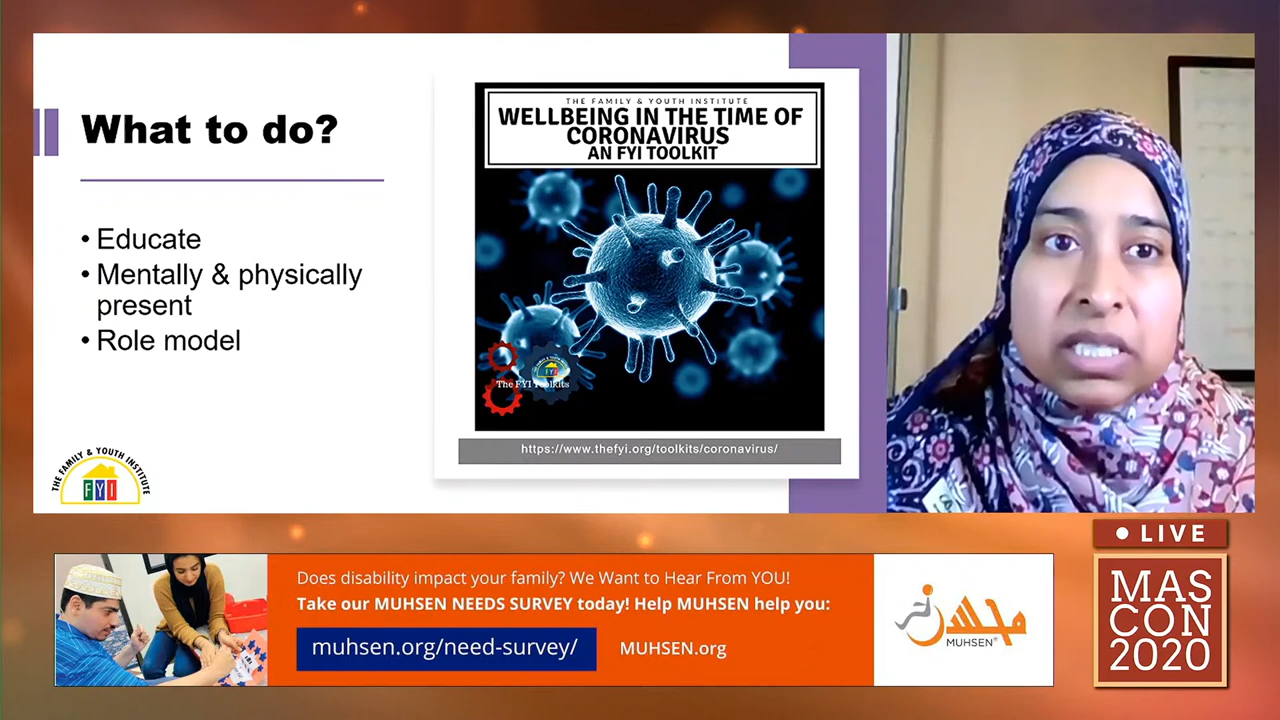 What to do?
• Educate
• Mentally & physically
present
• Role model
THE FAMILY & YOUTH INSTITUTE
FYI
THE FAMILY & YOUTH INSTITUTE
WELLBEING IN THE TIME OF
CORONAVIRUS
AN FYI TOOLKIT
The FYI Toolkits
https://www.thefyi.org/toolkits/coronavirus/
Does disability impact your family? We Want to Hear From YOU!
Take our MUHSEN NEEDS SURVEY today! Help MUHSEN help you:
muhsen.org/need-survey/
MUHSEN.org
محسن
MUHSEN®
LIVE
MAS
CON
2020